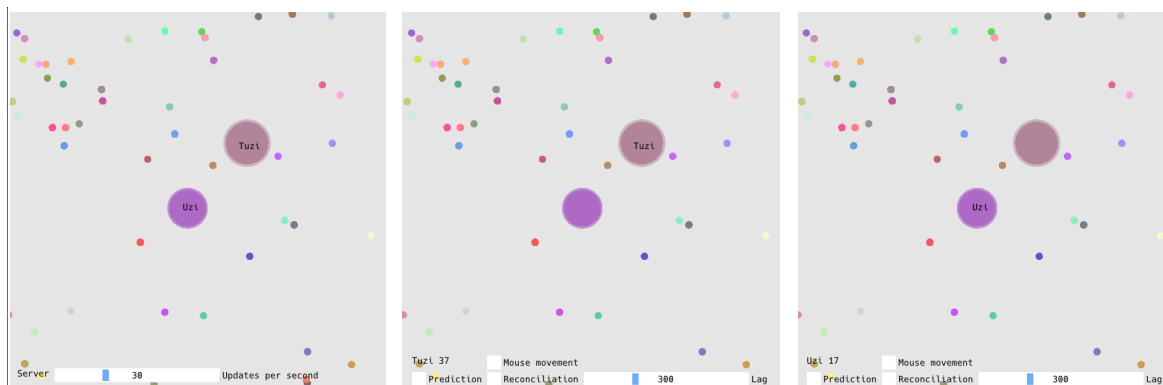 Tuzi
Uzi
Server 30 Updates per second
Tuzi
Tuzi 37 Mouse movement
Prediction Reconciliation 300 Lag
Uzi
Uzi 17 Mouse movement
Prediction Reconciliation 300 Lag